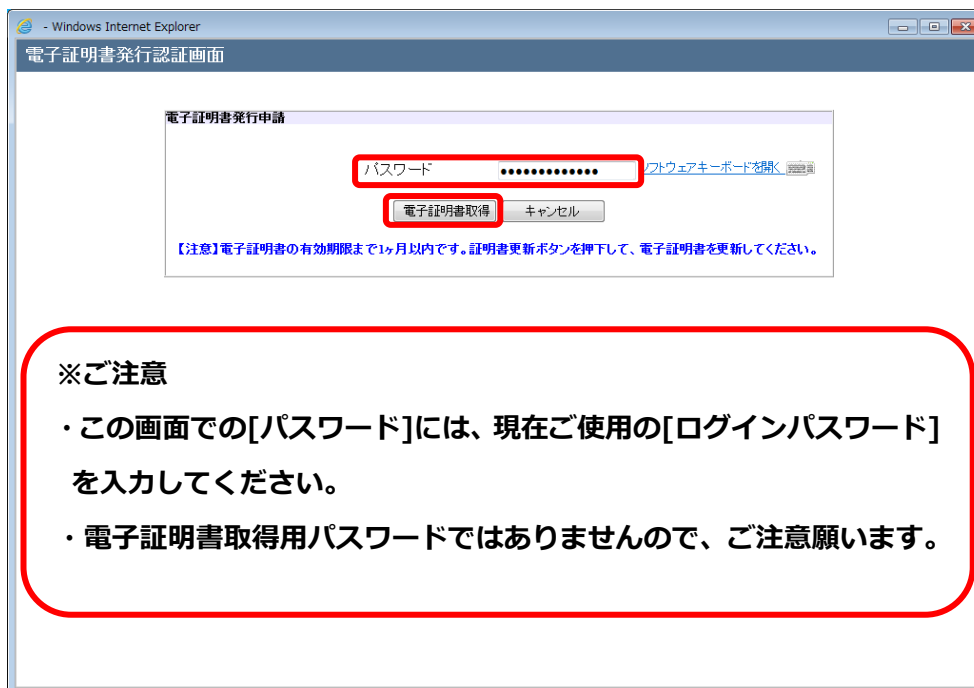 - Windows Internet Explorer
電子証明書発行認証画面
電子証明書発行申請
パスワード ●●●●●●●●●●●●● ソフトウェアキーボードを開く
電子証明書取得 キャンセル
【注意】電子証明書の有効期限まで1ヶ月以内です。証明書更新ボタンを押下して、電子証明書を更新してください。
※ご注意
・この画面での[パスワード]には、現在ご使用の[ログインパスワード]
を入力してください。
・電子証明書取得用パスワードではありませんので、ご注意願います。